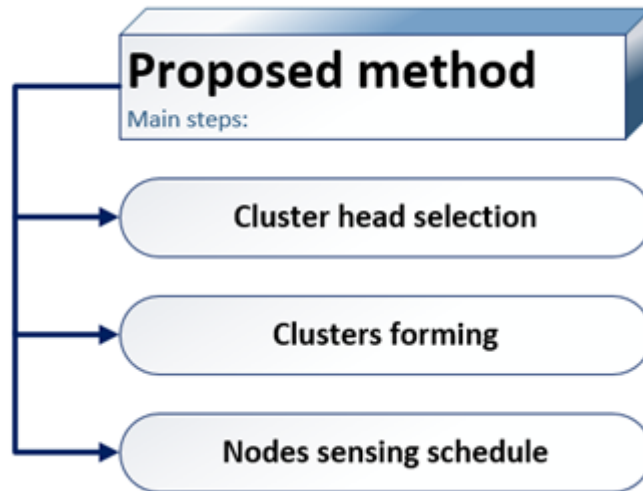 Proposed method
Main steps:
Cluster head selection
Clusters forming
Nodes sensing schedule